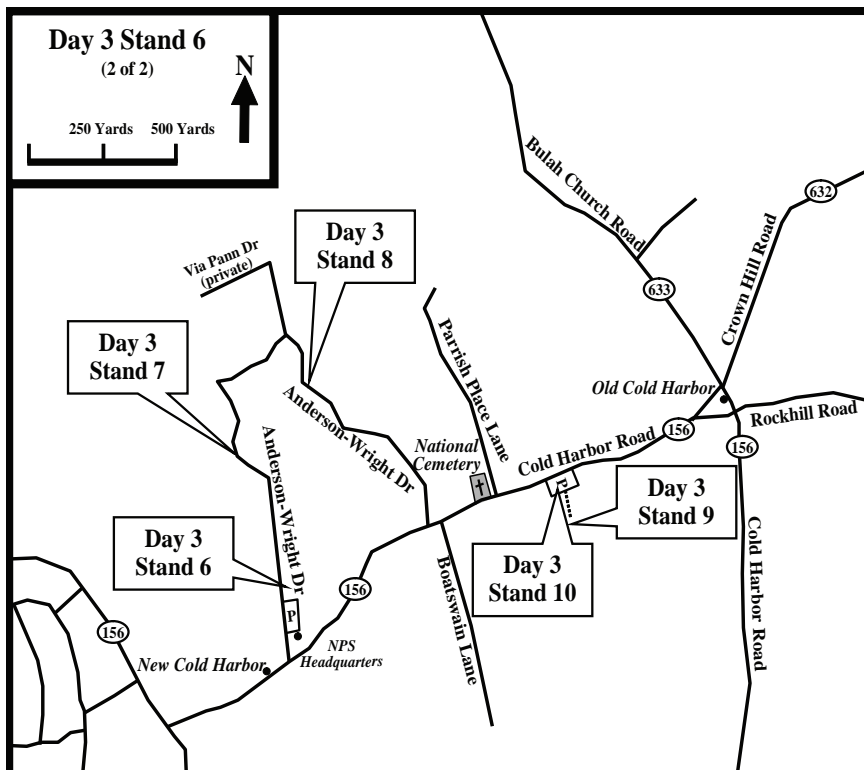 Day 3 Stand 6
(2 of 2)
N
250 Yards
500 Yards
Bulah Church Road
632
Crown Hill Road
633
Via Pann Dr
(private)
Day 3
Stand 8
Day 3
Stand 7
Parrish Place Lane
Old Cold Harbor
Anderson-Wright Dr
National
Cemetery
Cold Harbor Road
156
Rockhill Road
156
P
Day 3
Stand 9
Anderson-Wright Dr
Day 3
Stand 6
Day 3
Stand 10
Cold Harbor Road
Boatswain Lane
156
P
156
NPS
Headquarters
New Cold Harbor